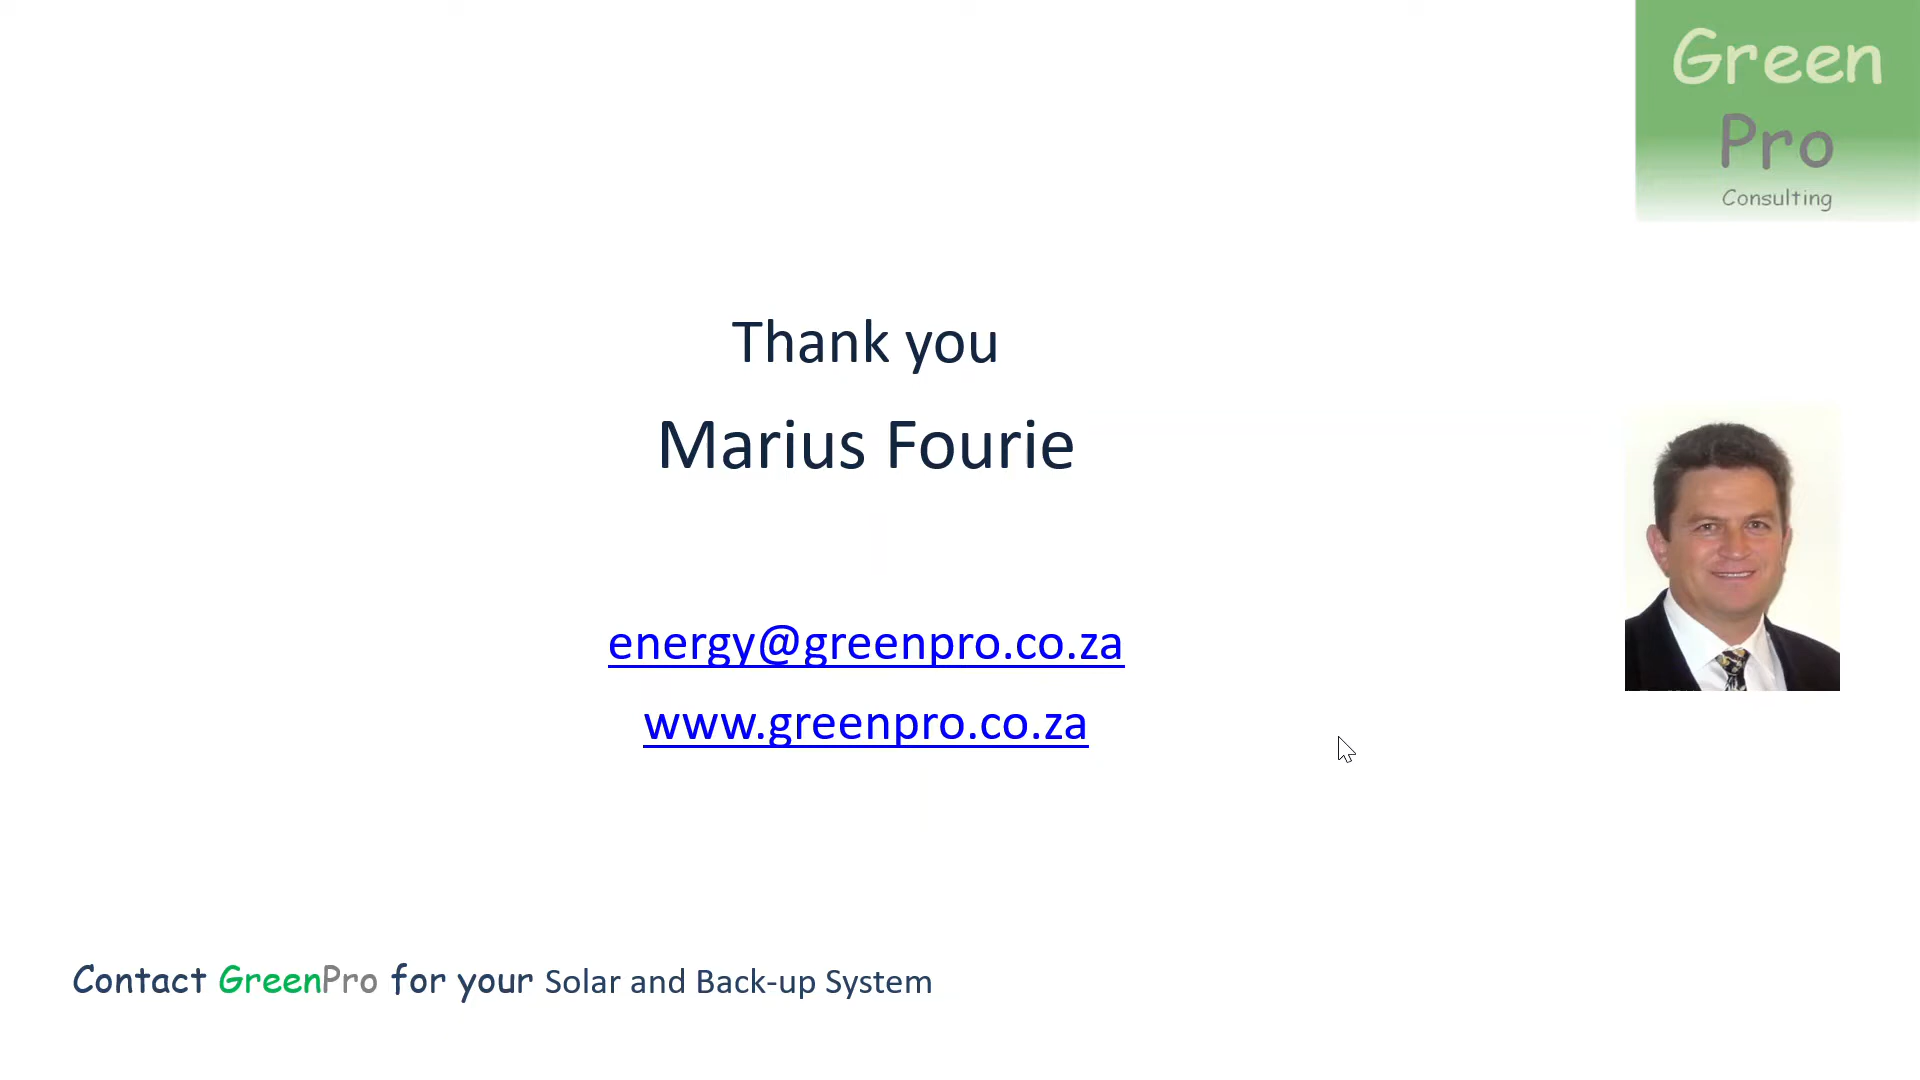 Green
Pro
Consulting
Thank you
Marius Fourie
energy@greenpro.co.za
www.greenpro.co.za
Contact GreenPro for your Solar and Back-up System